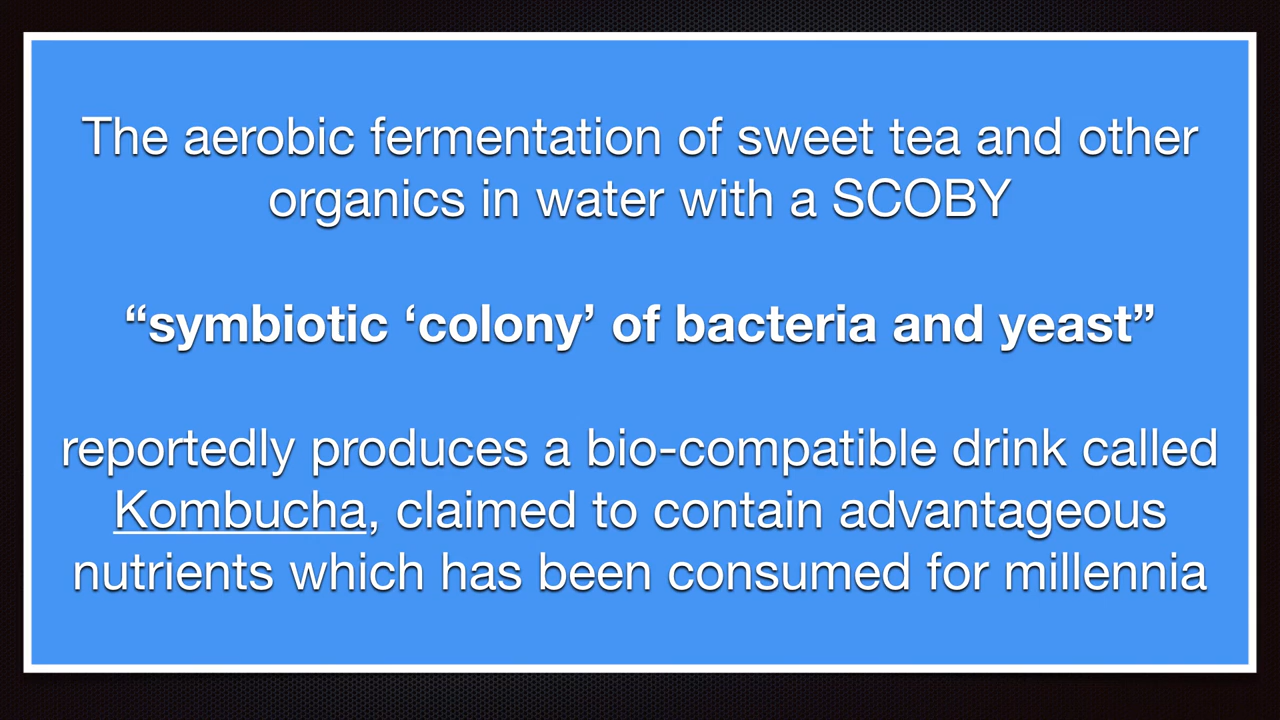 The aerobic fermentation of sweet tea and other
organics in water with a SCOBY
“symbiotic ‘colony’ of bacteria and yeast”
reportedly produces a bio-compatible drink called
Kombucha, claimed to contain advantageous
nutrients which has been consumed for millennia